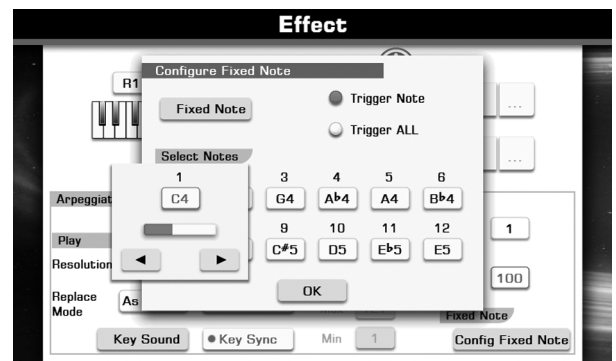 Effect
Configure Fixed Note
R1
Fixed Note
Trigger Note
Trigger ALL
...
...
Select Notes
1 3 4 5 6
C4 G4 A♭4 A4 B♭4
9 10 11 12
C#5 D5 E♭5 E5
OK
Arpeggiat
Play
Resolution
Replace
Mode
As
1
100
Fixed Note
Key Sound
Key Sync
Min 1
Config Fixed Note